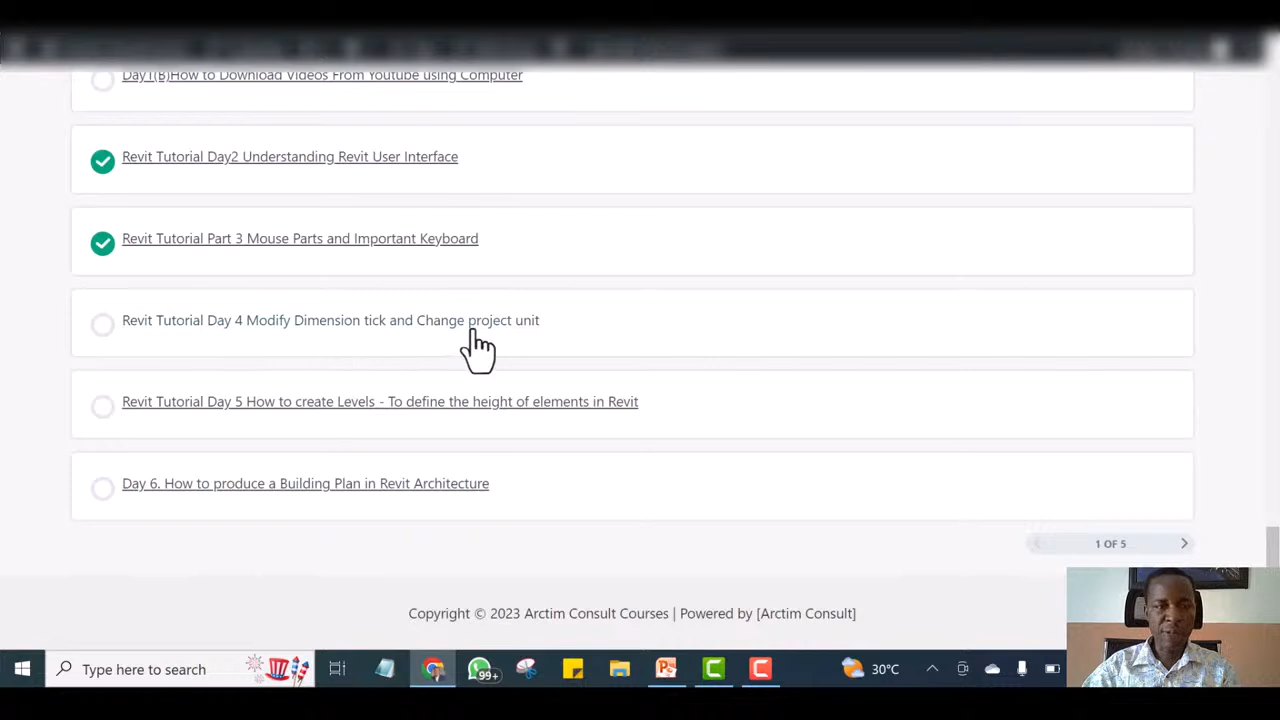 Day1(B)How to Download Videos From Youtube using Computer
Revit Tutorial Day2 Understanding Revit User Interface
Revit Tutorial Part 3 Mouse Parts and Important Keyboard
Revit Tutorial Day 4 Modify Dimension tick and Change project unit
Revit Tutorial Day 5 How to create Levels - To define the height of elements in Revit
Day 6. How to produce a Building Plan in Revit Architecture
1 OF 5
Copyright © 2023 Arctim Consult Courses | Powered by [Arctim Consult]
Type here to search
99+
30°C